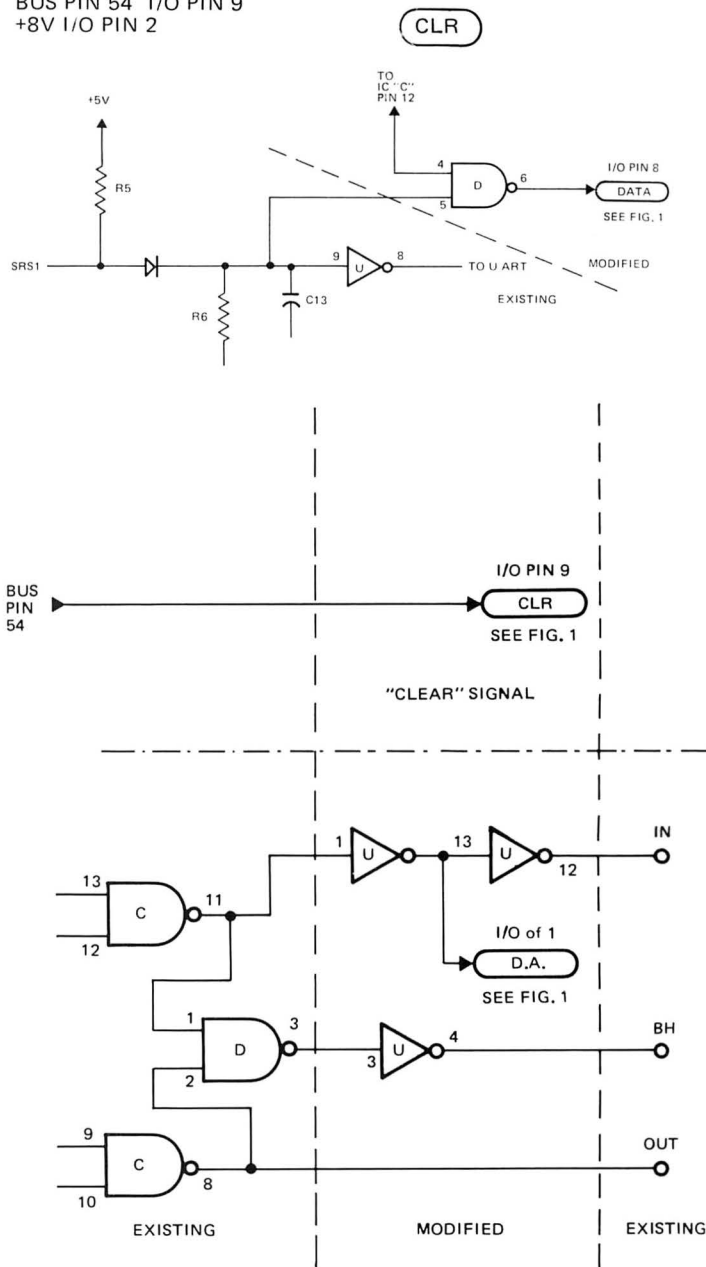 BUS PIN 54 I/O PIN 9
+8V I/O PIN 2
CLR
TO
IC "C"
PIN 12
+5V
R5
4
D
6
5
I/O PIN 8
DATA
SEE FIG. 1
SRS1
9
U
8
TO U ART
MODIFIED
EXISTING
R6
C13
BUS
PIN
54
I/O PIN 9
CLR
SEE FIG. 1
"CLEAR" SIGNAL
1
U
13
U
12
IN
13
C
11
12
I/O of 1
D.A.
SEE FIG. 1
1
D
3
2
3
U
4
BH
9
C
8
10
OUT
EXISTING
MODIFIED
EXISTING